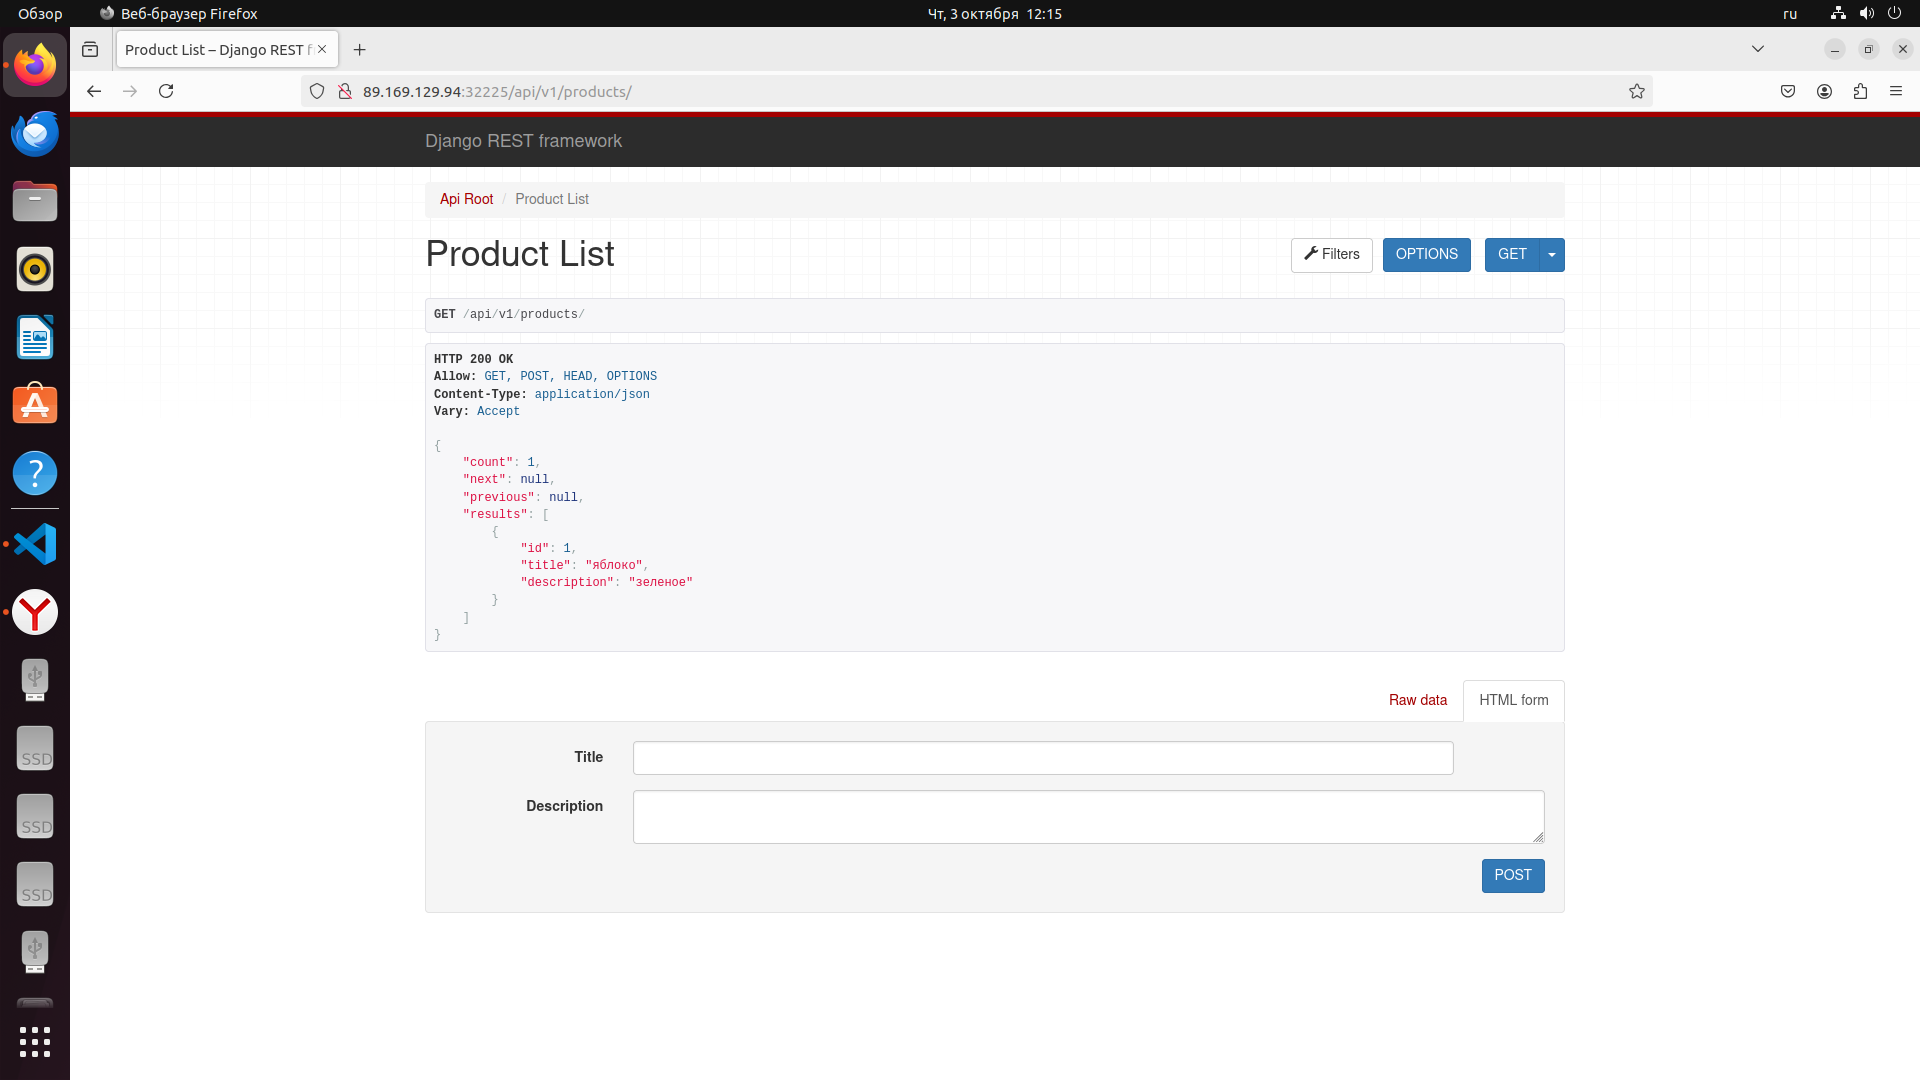 Обзор
Веб-браузер Firefox
Чт, 3 октября 12:15
ru
Product List – Django REST f
89.169.129.94:32225/api/v1/products/
Django REST framework
Api Root / Product List
Product List
Filters
OPTIONS
GET
GET /api/v1/products/
HTTP 200 OK
Allow: GET, POST, HEAD, OPTIONS
Content-Type: application/json
Vary: Accept
{
    "count": 1,
    "next": null,
    "previous": null,
    "results": [
        {
            "id": 1,
            "title": "яблоко",
            "description": "зеленое"
        }
    ]
}
Raw data
HTML form
Title
Description
POST
SSD
SSD
SSD